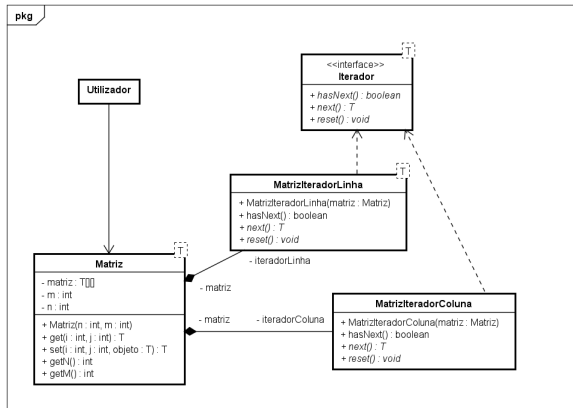 pkg
T
<<interface>>
Iterador
+ hasNext() : boolean
+ next() : T
+ reset() : void
Utilizador
T
MatrizIteradorLinha
+ MatrizIteradorLinha(matriz : Matriz)
+ hasNext() : boolean
+ next() : T
+ reset() : void
T
Matriz
- matriz : T[][]
- m : int
- n : int
+ Matriz(n : int, m : int)
+ get(i : int, j : int) : T
+ set(i : int, j : int, objeto : T) : T
+ getN() : int
+ getM() : int
- iteradorLinha
- matriz
- matriz
- iteradorColuna
MatrizIteradorColuna
+ MatrizIteradorColuna(matriz : Matriz)
+ hasNext() : boolean
+ next() : T
+ reset() : void